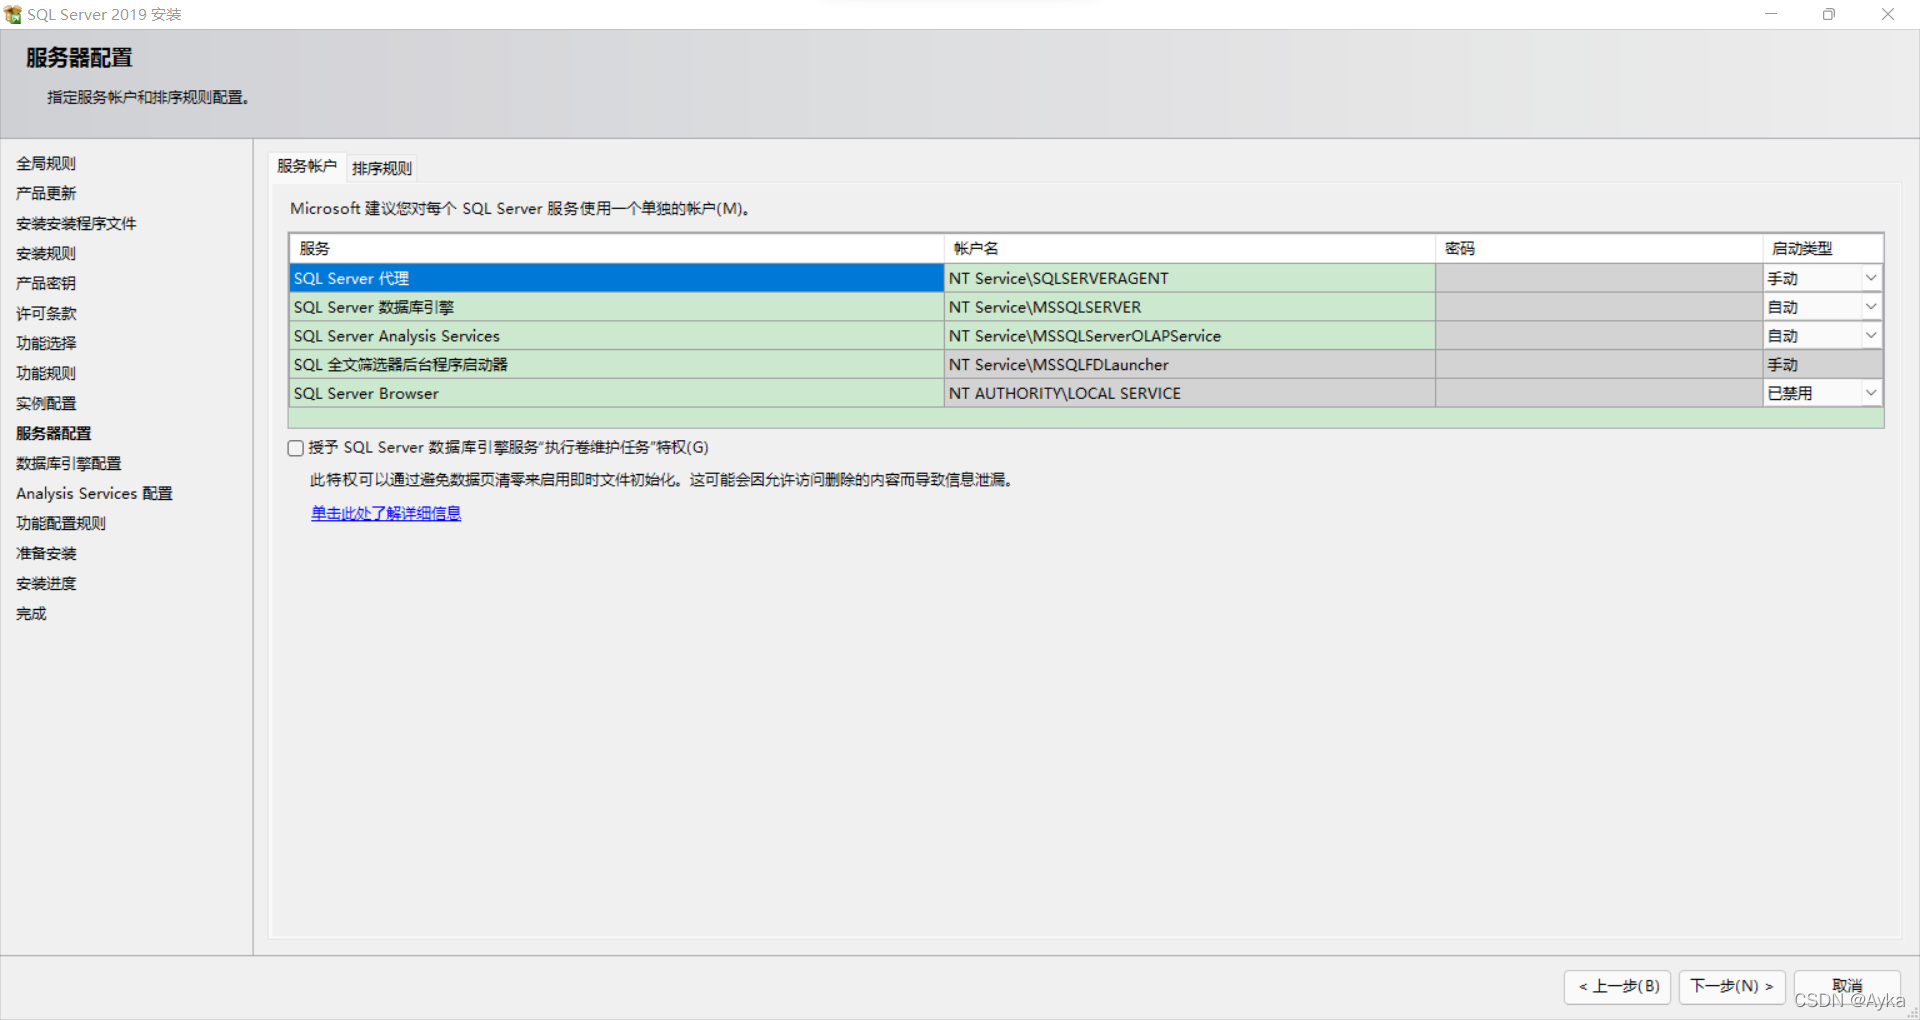 SQL Server 2019 安装
服务器配置
指定服务帐户和排序规则配置。
全局规则
产品更新
安装安装程序文件
安装规则
产品密钥
许可条款
功能选择
功能规则
实例配置
服务器配置
数据库引擎配置
Analysis Services 配置
功能配置规则
准备安装
安装进度
完成
服务帐户 排序规则
Microsoft 建议您对每个 SQL Server 服务使用一个单独的帐户(M)。
服务 帐户名 密码 启动类型
SQL Server 代理 NT Service\SQLSERVERAGENT 手动
SQL Server 数据库引擎 NT Service\MSSQLSERVER 自动
SQL Server Analysis Services NT Service\MSSQLServerOLAPService 自动
SQL 全文筛选器后台程序启动器 NT Service\MSSQLFDLauncher 手动
SQL Server Browser NT AUTHORITY\LOCAL SERVICE 已禁用
授予 SQL Server 数据库引擎服务“执行卷维护任务”特权(G)
此特权可以通过避免数据页清零来启用即时文件初始化。这可能会因允许访问删除的内容而导致信息泄漏。
单击此处了解详细信息
< 上一步(B) 下一步(N) > 取消
CSDN @Ayka